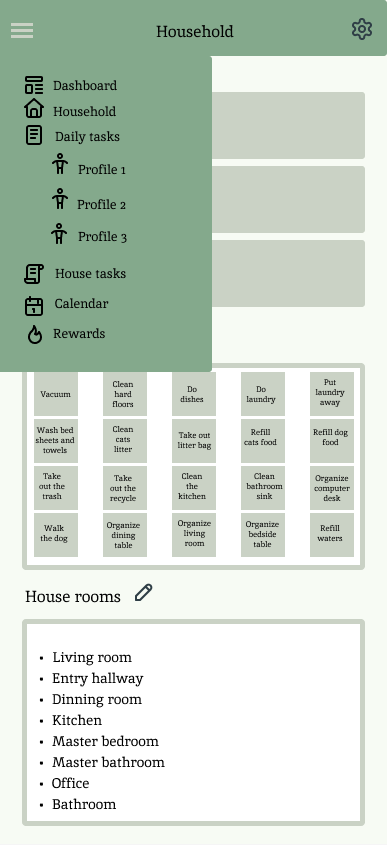 Household
Dashboard
Household
Daily tasks
Profile 1
Profile 2
Profile 3
House tasks
Calendar
Rewards
Vacuum
Clean
hard
floors
Do
dishes
Do
laundry
Put
laundry
away
Wash bed
sheets and
towels
Clean
cats
litter
Take out
litter bag
Refill
cats food
Refill dog
food
Take
out the
trash
Take
out the
recycle
Clean
the
kitchen
Clean
bathroom
sink
Organize
computer
desk
Walk
the dog
Organize
dining
table
Organize
living
room
Organize
bedside
table
Refill
waters
House rooms
• Living room
• Entry hallway
• Dinning room
• Kitchen
• Master bedroom
• Master bathroom
• Office
• Bathroom